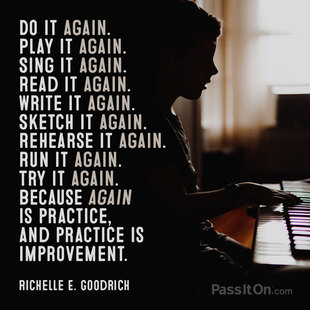 DO IT AGAIN.
PLAY IT AGAIN.
SING IT AGAIN.
READ IT AGAIN.
WRITE IT AGAIN.
SKETCH IT AGAIN.
REHEARSE IT AGAIN.
RUN IT AGAIN.
TRY IT AGAIN.
BECAUSE AGAIN
IS PRACTICE,
AND PRACTICE IS
IMPROVEMENT.
RICHELLE E. GOODRICH
PassItOn.com